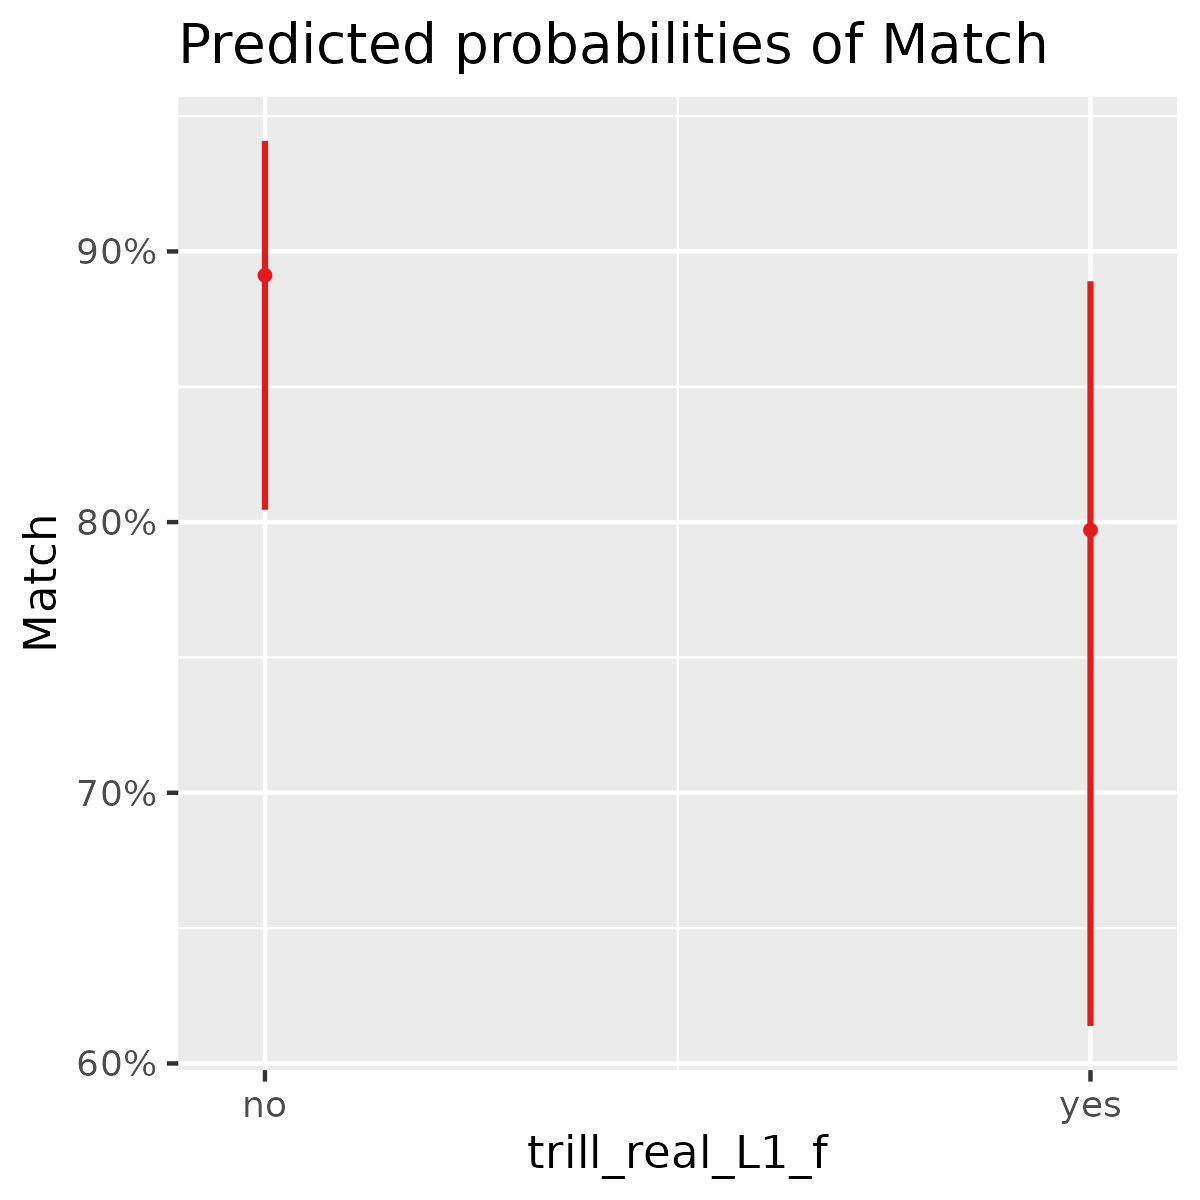 Predicted probabilities of Match
Match
90%
80%
70%
60%
no
yes
trill_real_L1_f